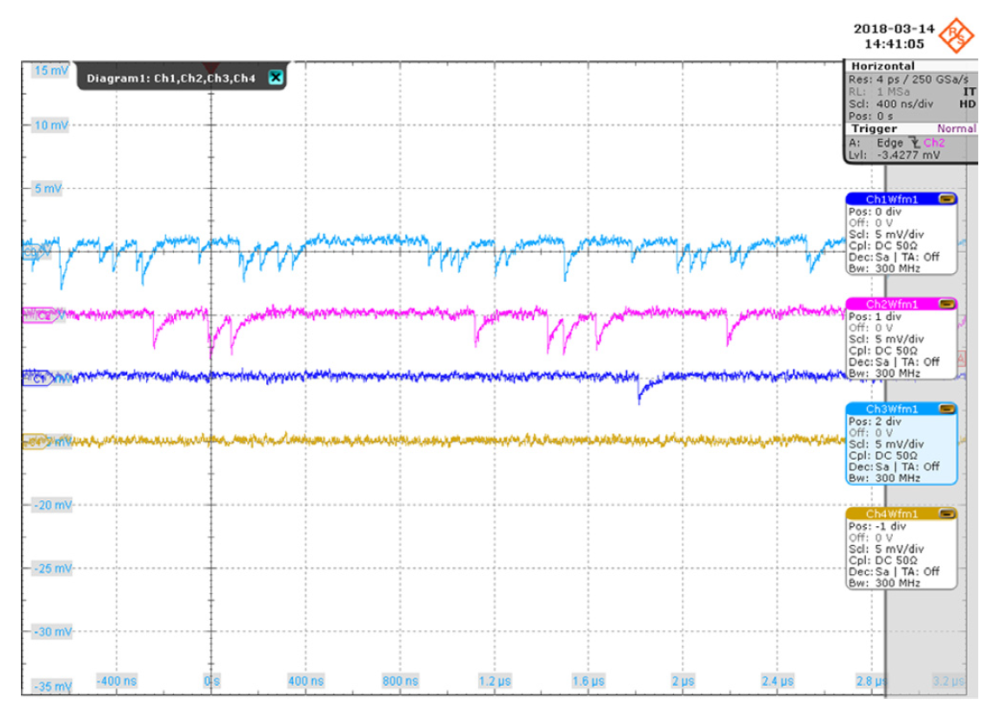 2018-03-14
14:41:05
R S
Diagram1: Ch1,Ch2,Ch3,Ch4
Horizontal
Res: 4 ps / 250 GSa/s
RL: 1 MSa IT
Scl: 400 ns/div HD
Pos: 0 s
Trigger Normal
A: Edge Ch2
Lvl: -3.4277 mV
Ch1Wfm1
Pos: 0 div
Off: 0 V
Scl: 5 mV/div
Cpl: DC 50Ω
Dec: Sa | TA: Off
Bw: 300 MHz
Ch2Wfm1
Pos: 1 div
Off: 0 V
Scl: 5 mV/div
Cpl: DC 50Ω
Dec: Sa | TA: Off
Bw: 300 MHz
Ch3Wfm1
Pos: 2 div
Off: 0 V
Scl: 5 mV/div
Cpl: DC 50Ω
Dec: Sa | TA: Off
Bw: 300 MHz
Ch4Wfm1
Pos: -1 div
Off: 0 V
Scl: 5 mV/div
Cpl: DC 50Ω
Dec: Sa | TA: Off
Bw: 300 MHz
15 mV
10 mV
5 mV
C2
C1
A
-20 mV
-25 mV
-30 mV
-35 mV
-400 ns
0 s
400 ns
800 ns
1.2 µs
1.6 µs
2 µs
2.4 µs
2.8 µs
3.2 µs